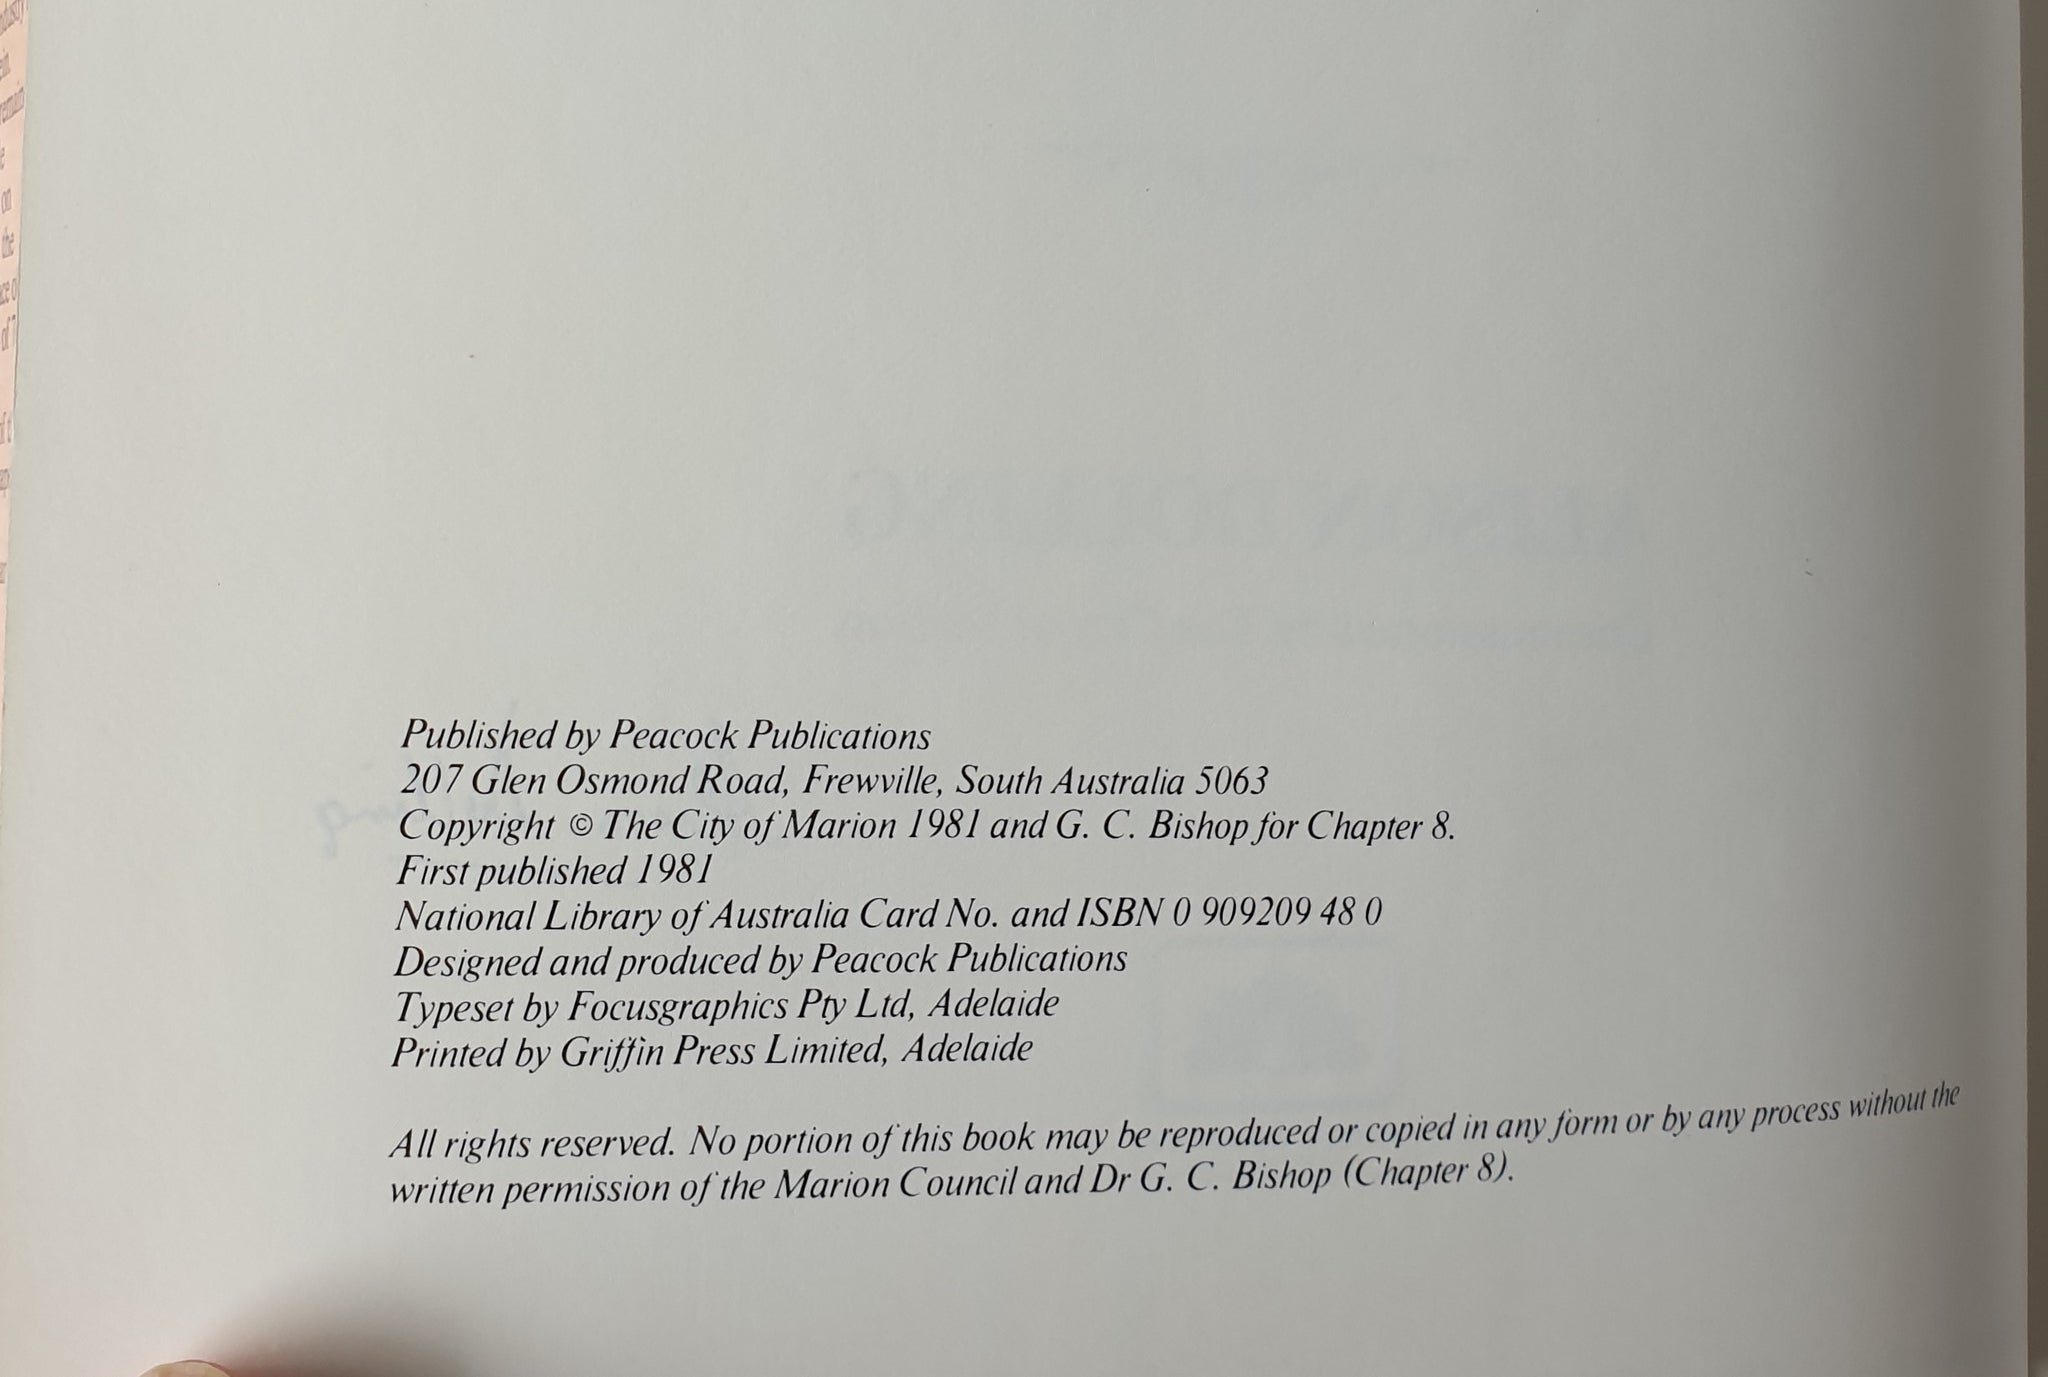 Published by Peacock Publications
207 Glen Osmond Road, Frewville, South Australia 5063
Copyright © The City of Marion 1981 and G. C. Bishop for Chapter 8.
First published 1981
National Library of Australia Card No. and ISBN 0 909209 48 0
Designed and produced by Peacock Publications
Typeset by Focusgraphics Pty Ltd, Adelaide
Printed by Griffin Press Limited, Adelaide
All rights reserved. No portion of this book may be reproduced or copied in any form or by any process without the
written permission of the Marion Council and Dr G. C. Bishop (Chapter 8).